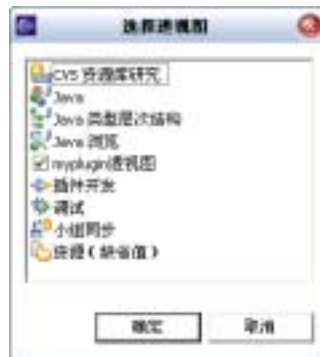 选择透视图
CVS 资源库研究
Java
Java 类型层次结构
Java 浏览
myplugin透视图
插件开发
调试
小组同步
资源（缺省值）
确定
取消